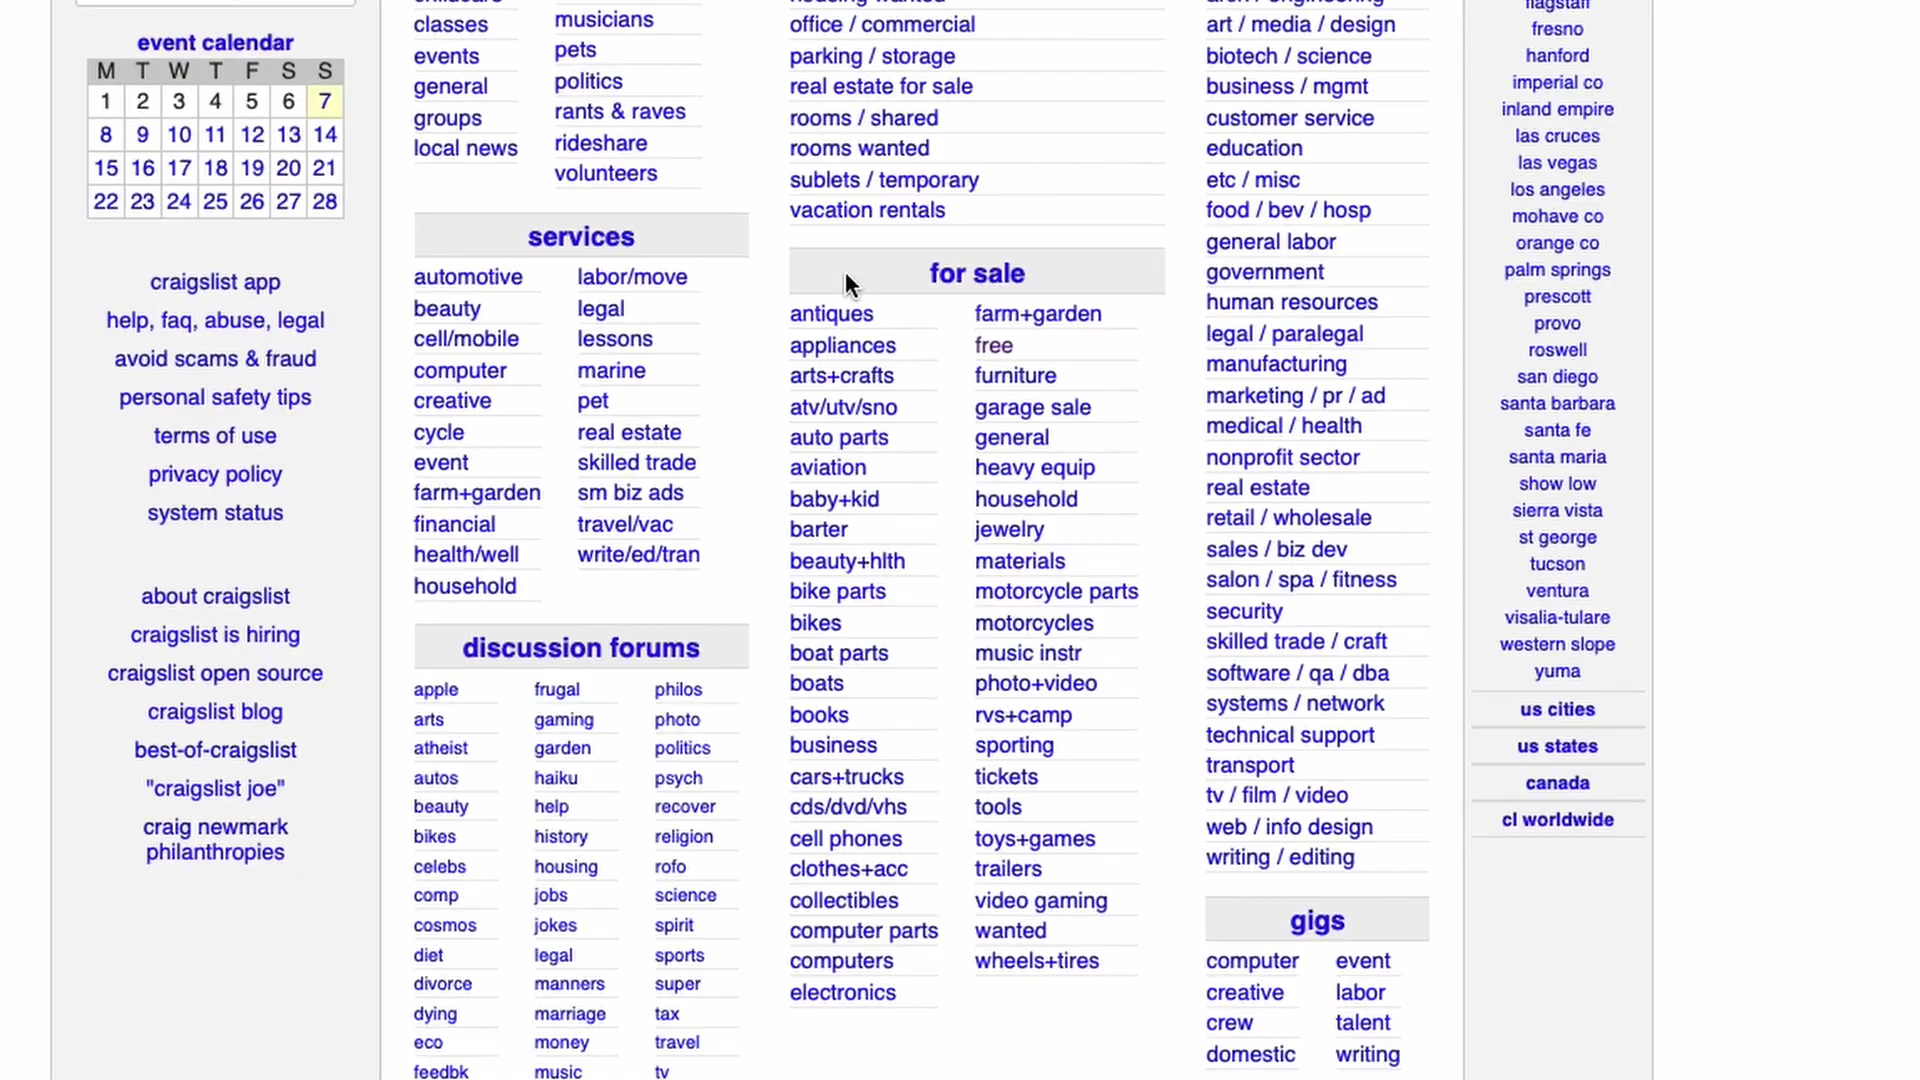 event calendar
M T W T F S S
1 2 3 4 5 6 7
8 9 10 11 12 13 14
15 16 17 18 19 20 21
22 23 24 25 26 27 28
craigslist app
help, faq, abuse, legal
avoid scams & fraud
personal safety tips
terms of use
privacy policy
system status
about craigslist
craigslist is hiring
craigslist open source
craigslist blog
best-of-craigslist
"craigslist joe"
craig newmark
philanthropies
classes
events
general
groups
local news
musicians
pets
politics
rants & raves
rideshare
volunteers
services
automotive
beauty
cell/mobile
computer
creative
cycle
event
farm+garden
financial
health/well
household
labor/move
legal
lessons
marine
pet
real estate
skilled trade
sm biz ads
travel/vac
write/ed/tran
discussion forums
apple
arts
atheist
autos
beauty
bikes
celebs
comp
cosmos
diet
divorce
dying
eco
feedbk
frugal
gaming
garden
haiku
help
history
housing
jobs
jokes
legal
manners
marriage
money
music
philos
photo
politics
psych
recover
religion
rofo
science
spirit
sports
super
tax
travel
tv
housing wanted
office / commercial
parking / storage
real estate for sale
rooms / shared
rooms wanted
sublets / temporary
vacation rentals
for sale
antiques
appliances
arts+crafts
atv/utv/sno
auto parts
aviation
baby+kid
barter
beauty+hlth
bike parts
bikes
boat parts
boats
books
business
cars+trucks
cds/dvd/vhs
cell phones
clothes+acc
collectibles
computer parts
computers
electronics
farm+garden
free
furniture
garage sale
general
heavy equip
household
jewelry
materials
motorcycle parts
motorcycles
music instr
photo+video
rvs+camp
sporting
tickets
tools
toys+games
trailers
video gaming
wanted
wheels+tires
art / media / design
biotech / science
business / mgmt
customer service
education
etc / misc
food / bev / hosp
general labor
government
human resources
legal / paralegal
manufacturing
marketing / pr / ad
medical / health
nonprofit sector
real estate
retail / wholesale
sales / biz dev
salon / spa / fitness
security
skilled trade / craft
software / qa / dba
systems / network
technical support
transport
tv / film / video
web / info design
writing / editing
gigs
computer
creative
crew
domestic
event
labor
talent
writing
flagstaff
fresno
hanford
imperial co
inland empire
las cruces
las vegas
los angeles
mohave co
orange co
palm springs
prescott
provo
roswell
san diego
santa barbara
santa fe
santa maria
show low
sierra vista
st george
tucson
ventura
visalia-tulare
western slope
yuma
us cities
us states
canada
cl worldwide